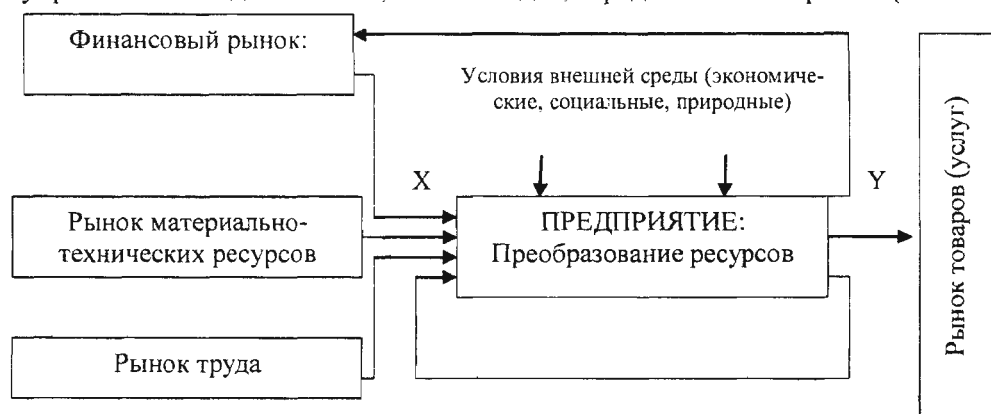 Финансовый рынок:
Условия внешней среды (экономиче-
ские, социальные, природные)
X
Y
Рынок материально-
технических ресурсов
ПРЕДПРИЯТИЕ:
Преобразование ресурсов
Рынок труда
Рынок товаров (услуг)